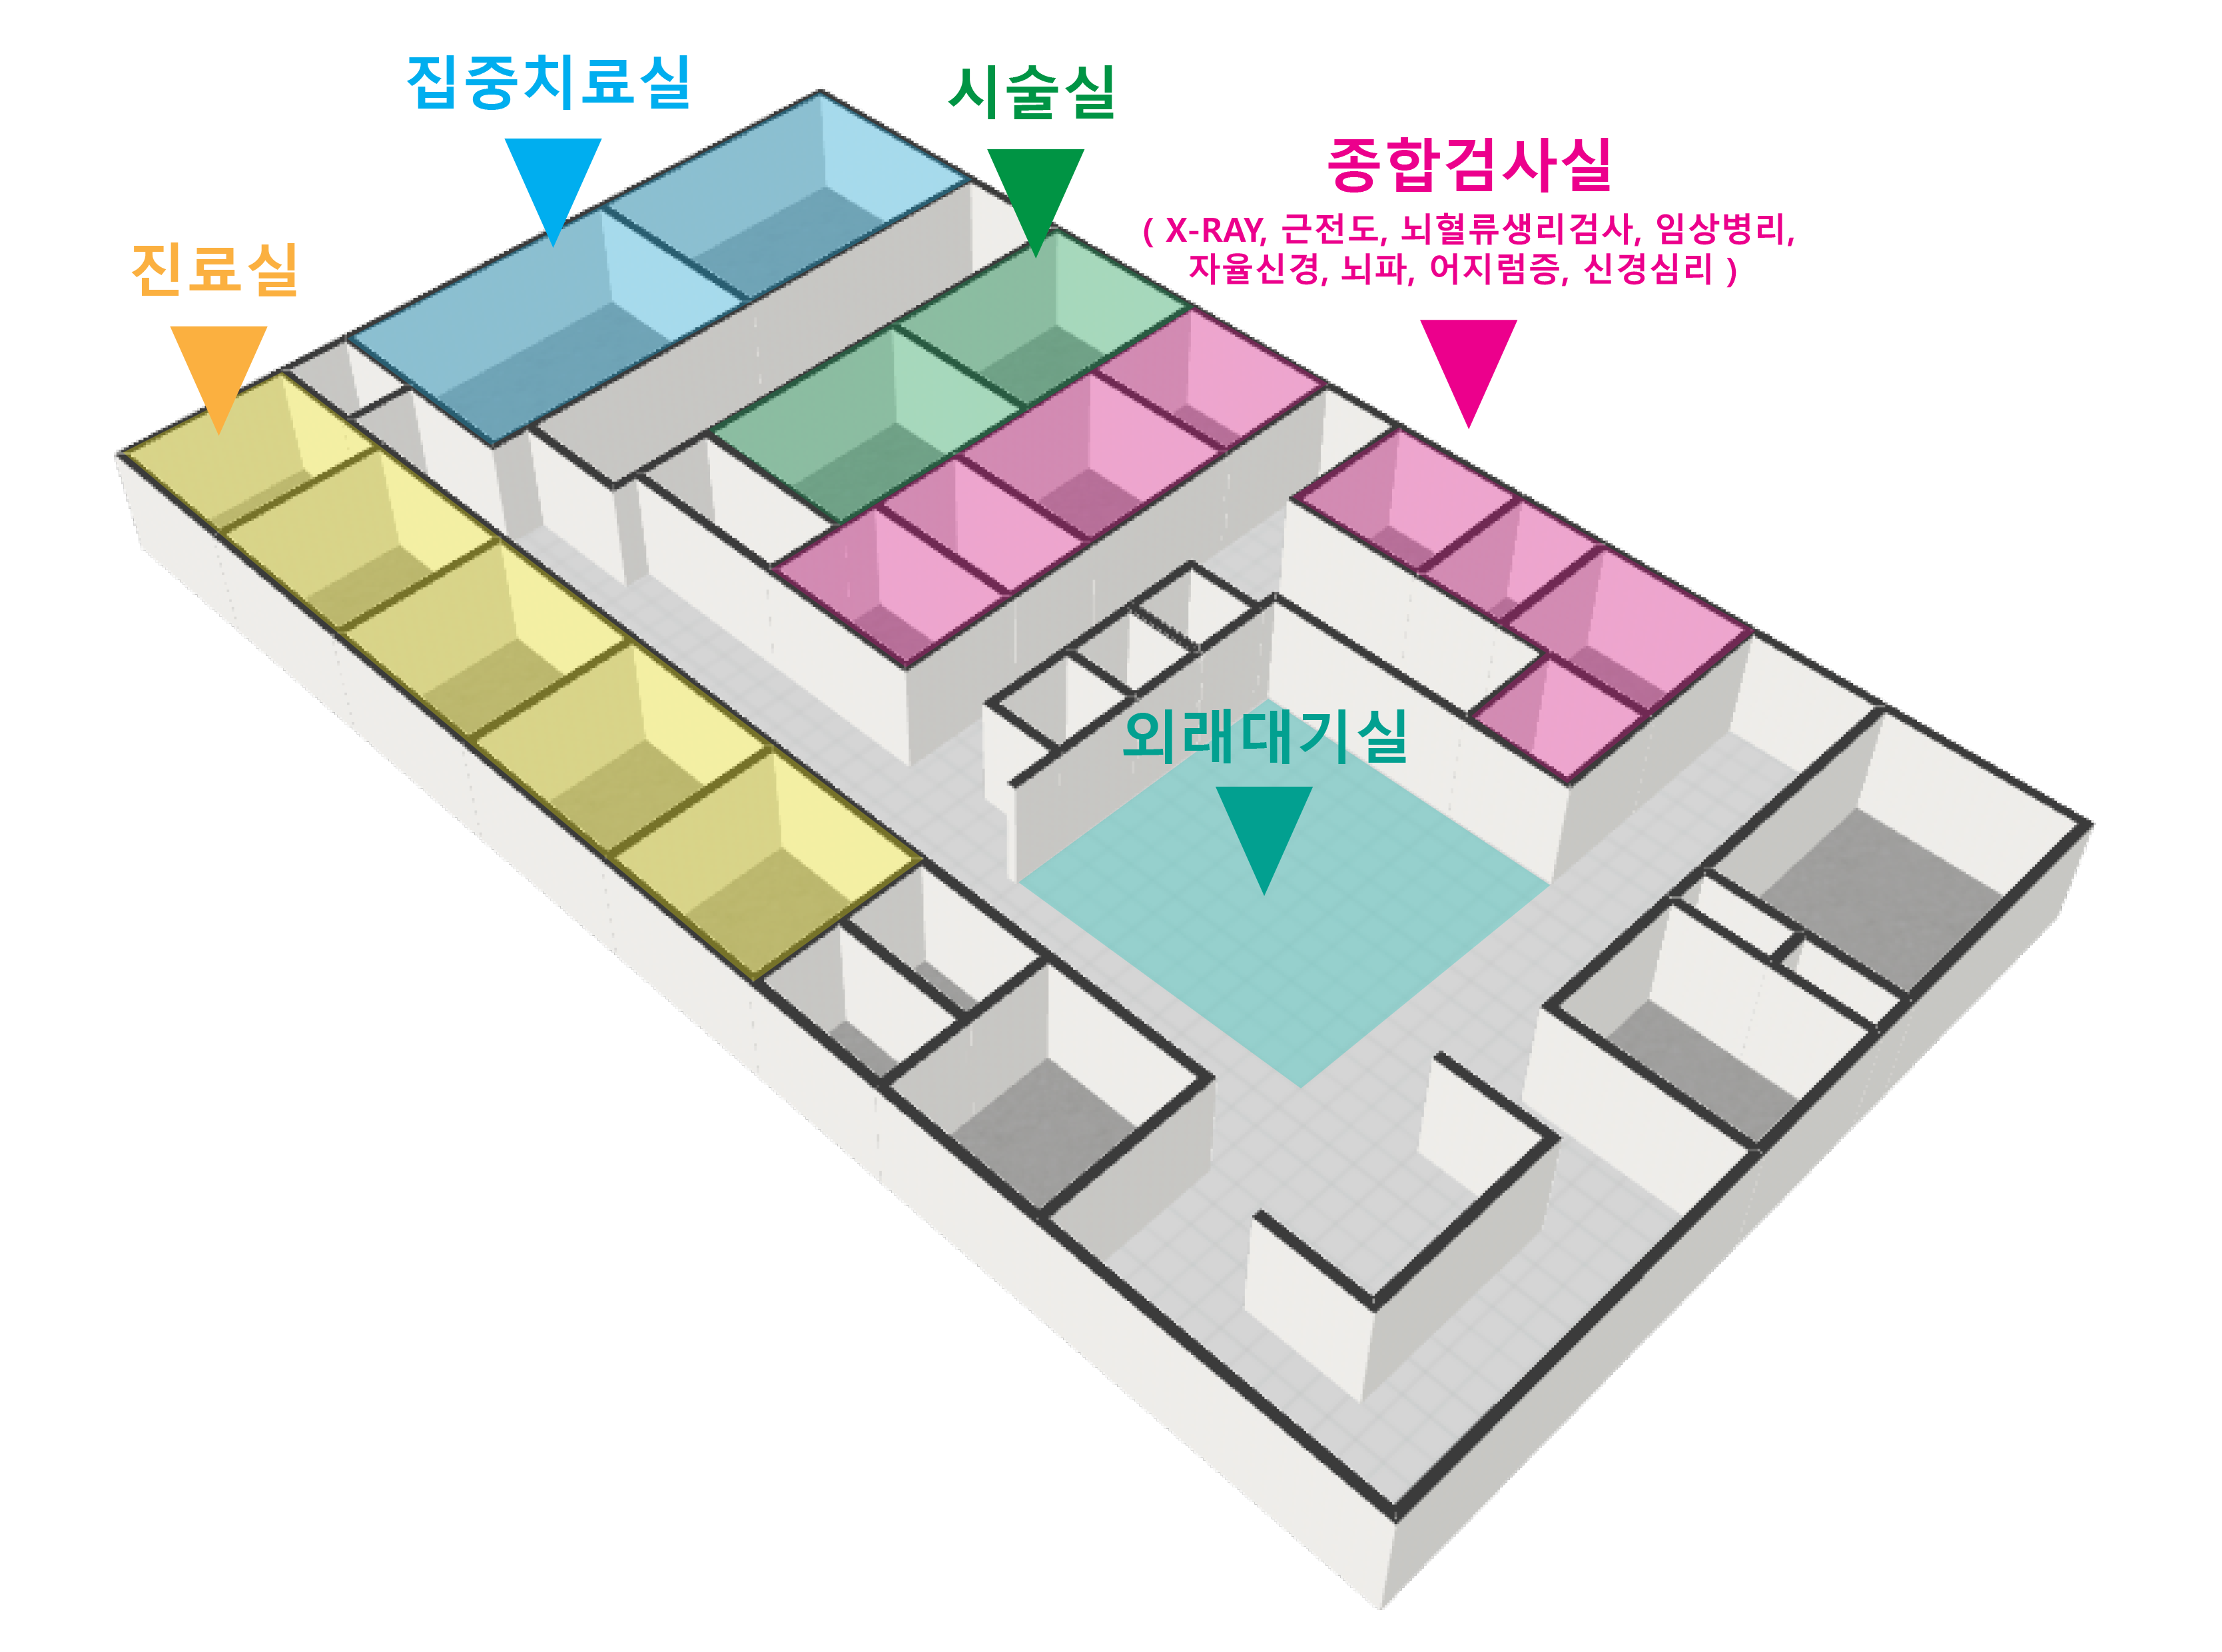 집중치료실
시술실
종합검사실
( X-RAY, 근전도, 뇌혈류생리검사, 임상병리,
자율신경, 뇌파, 어지럼증, 신경심리 )
진료실
외래대기실